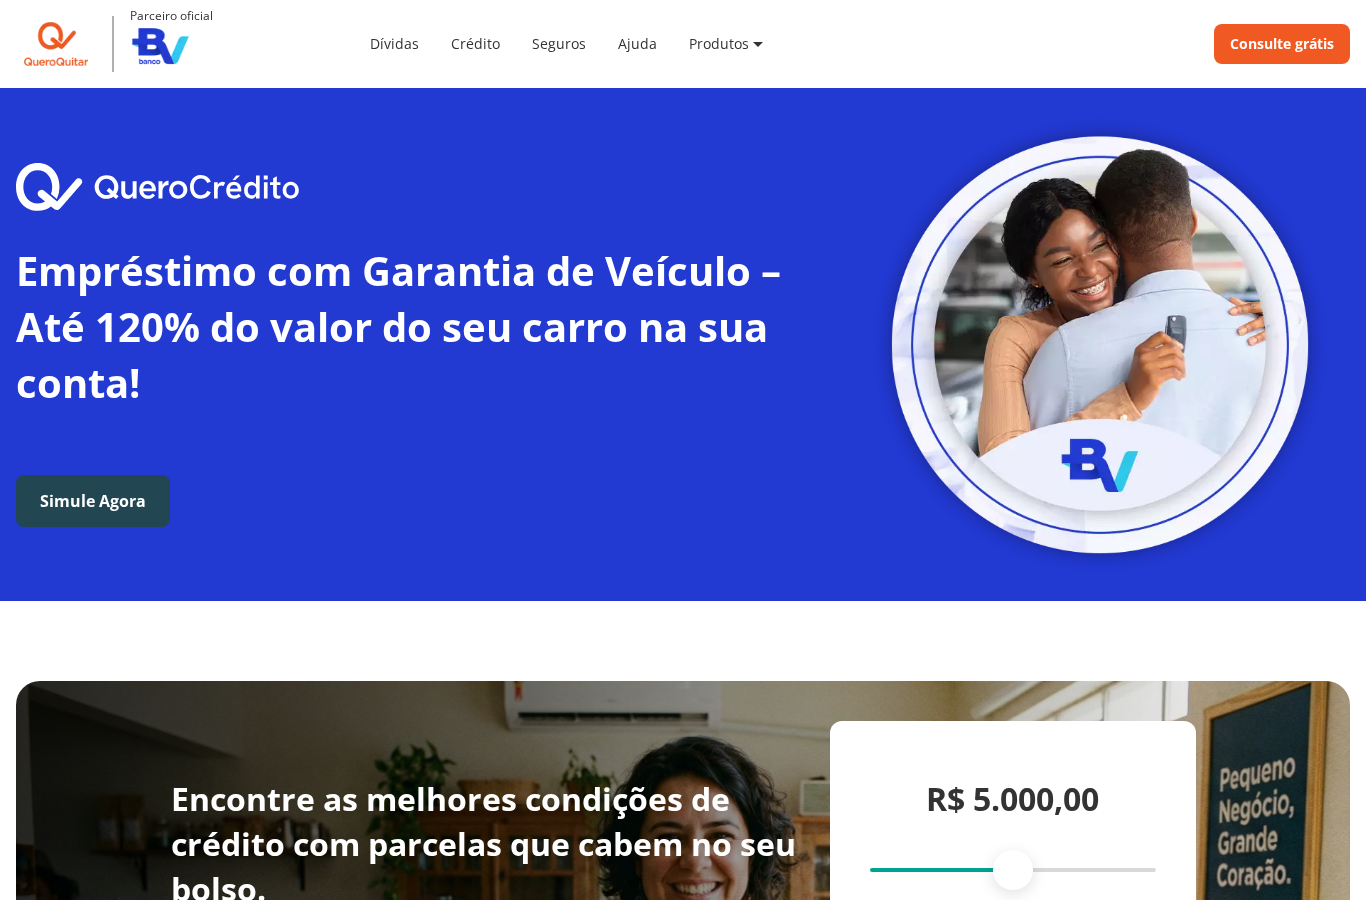 Parceiro oficial
QueroQuitar
BV
banco
Dívidas
Crédito
Seguros
Ajuda
Produtos
Consulte grátis
QueroCrédito
Empréstimo com Garantia de Veículo –
Até 120% do valor do seu carro na sua
conta!
Simule Agora
BV
Encontre as melhores condições de
crédito com parcelas que cabem no seu
bolso.
R$ 5.000,00
Pequeno
Negócio,
Grande
Coração.